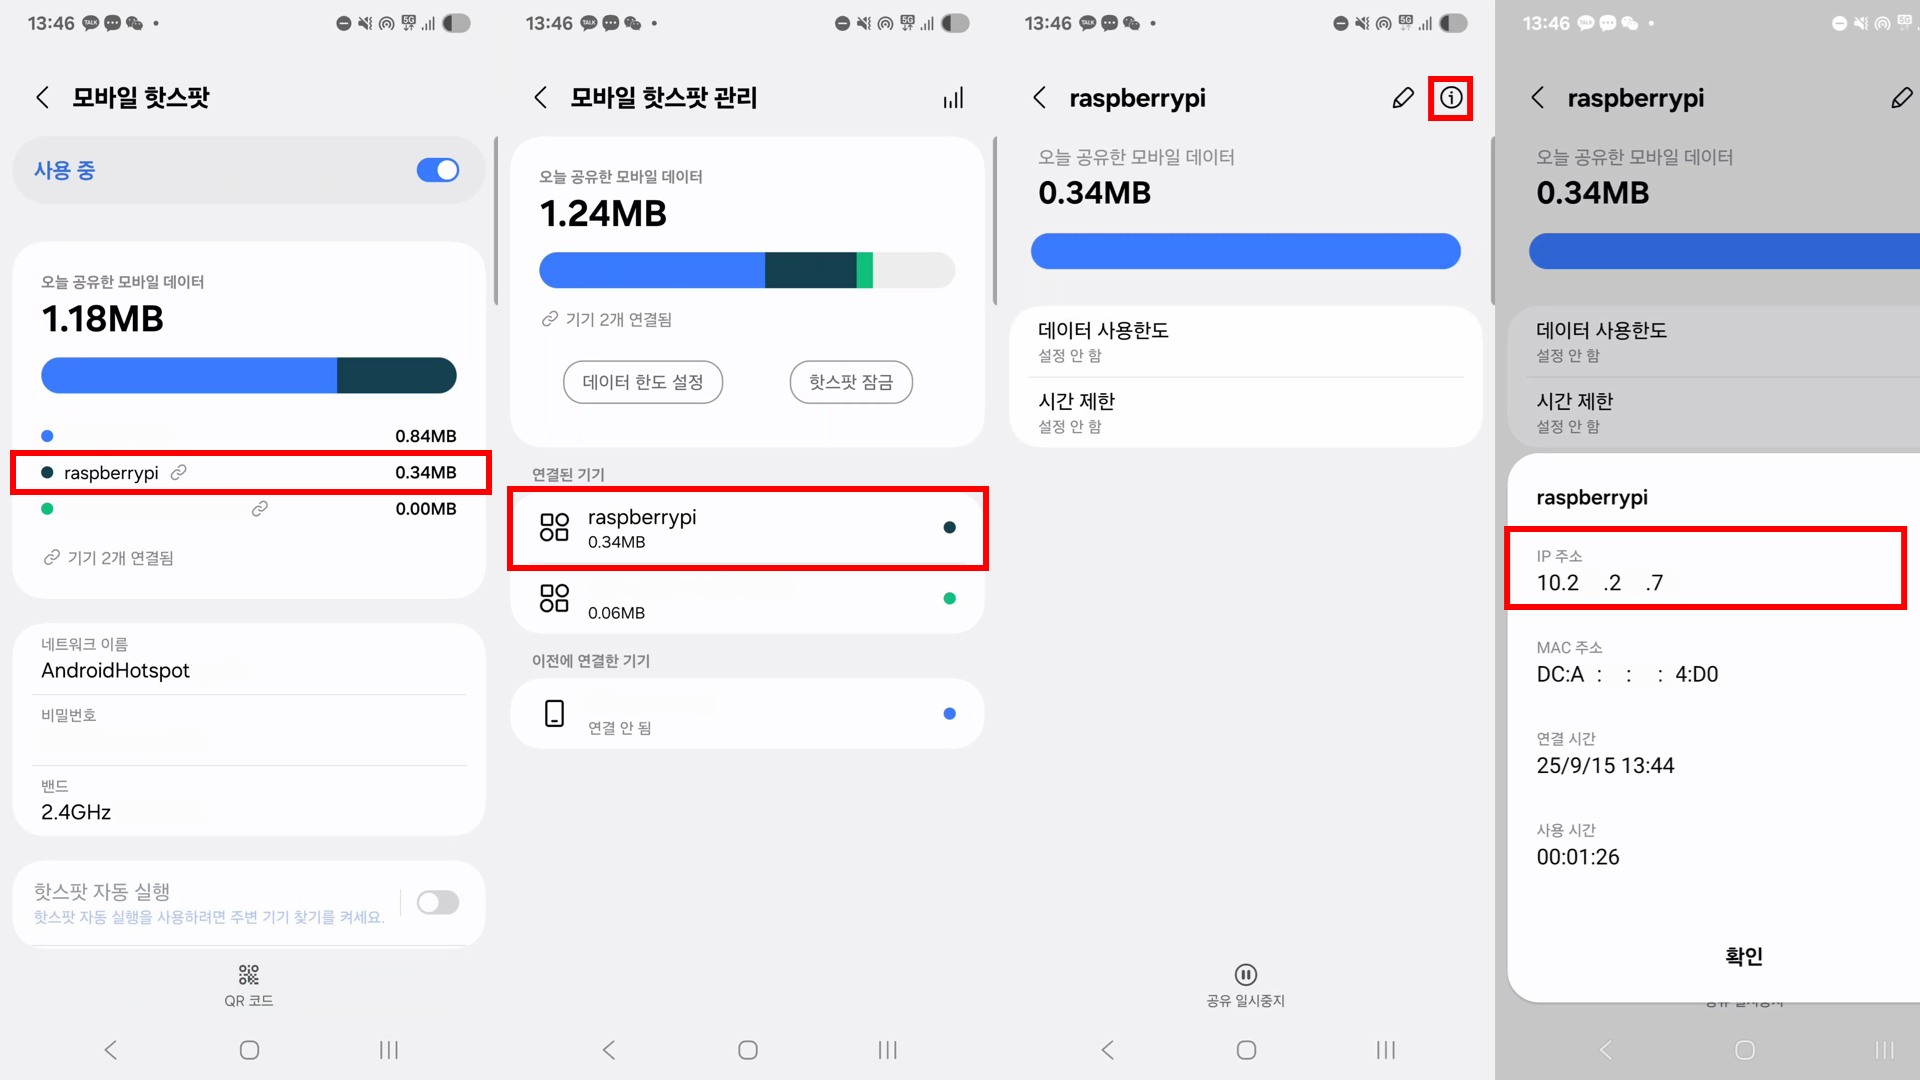 13:46
모바일 핫스팟
사용 중
오늘 공유한 모바일 데이터
1.18MB
0.84MB
raspberrypi 0.34MB
0.00MB
기기 2개 연결됨
네트워크 이름
AndroidHotspot
비밀번호
밴드
2.4GHz
핫스팟 자동 실행
핫스팟 자동 실행을 사용하려면 주변 기기 찾기를 켜세요.
QR 코드
13:46
모바일 핫스팟 관리
오늘 공유한 모바일 데이터
1.24MB
기기 2개 연결됨
데이터 한도 설정 핫스팟 잠금
연결된 기기
raspberrypi
0.34MB
0.06MB
이전에 연결한 기기
연결 안 됨
13:46
raspberrypi
오늘 공유한 모바일 데이터
0.34MB
데이터 사용한도
설정 안 함
시간 제한
설정 안 함
공유 일시중지
13:46
raspberrypi
오늘 공유한 모바일 데이터
0.34MB
데이터 사용한도
설정 안 함
시간 제한
설정 안 함
raspberrypi
IP 주소
10.2 .2 .7
MAC 주소
DC:A : : : 4:D0
연결 시간
25/9/15 13:44
사용 시간
00:01:26
확인